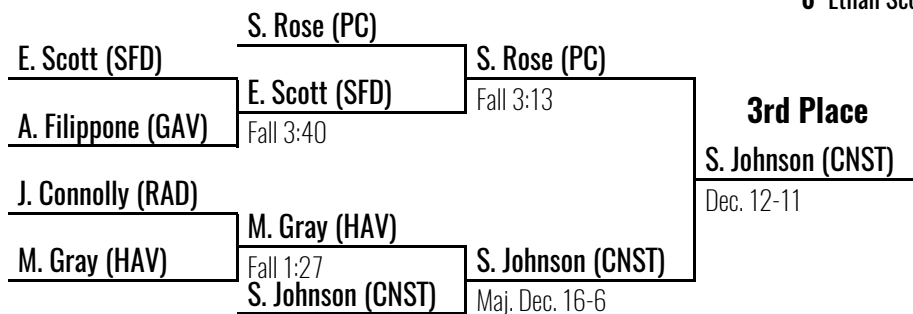 6 Ethan
S. Rose (PC)
E. Scott (SFD)
S. Rose (PC)
E. Scott (SFD)
Fall 3:13
3rd Place
A. Filippone (GAV)
Fall 3:40
S. Johnson (CNST)
J. Connolly (RAD)
Dec. 12-11
M. Gray (HAV)
M. Gray (HAV)
Fall 1:27
S. Johnson (CNST)
S. Johnson (CNST)
Maj. Dec. 16-6